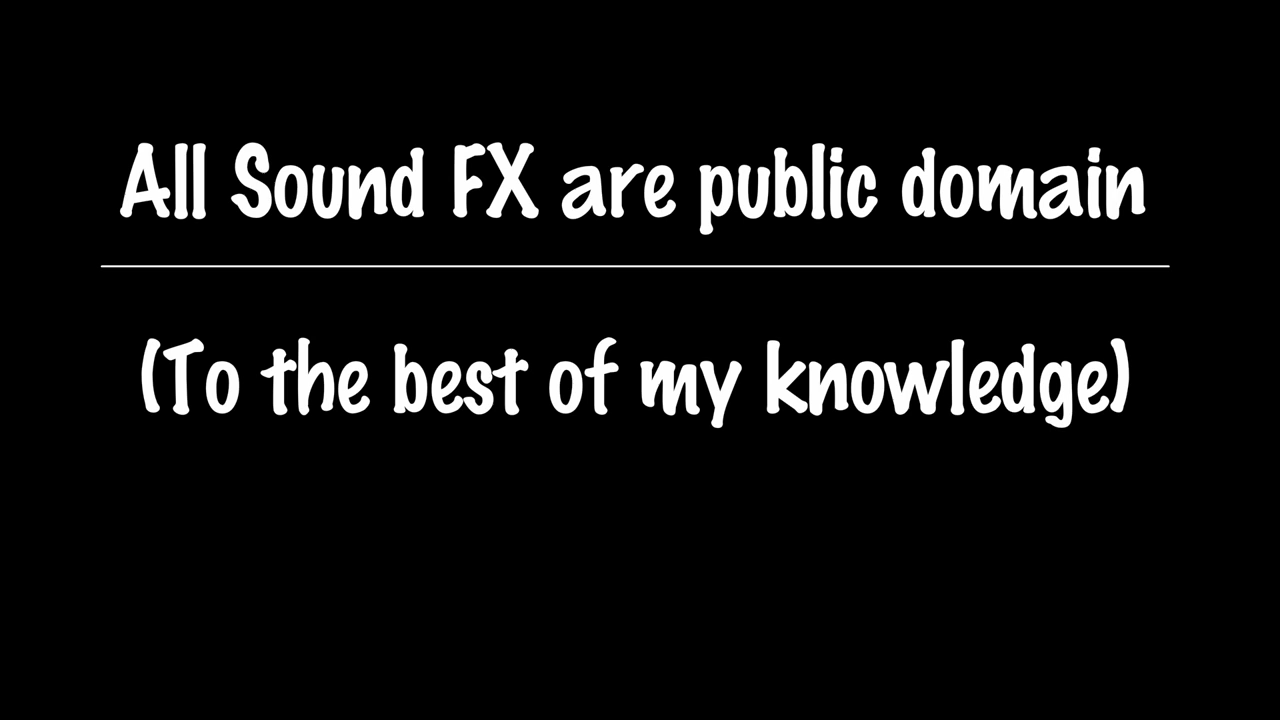 All Sound FX are public domain
(To the best of my knowledge)